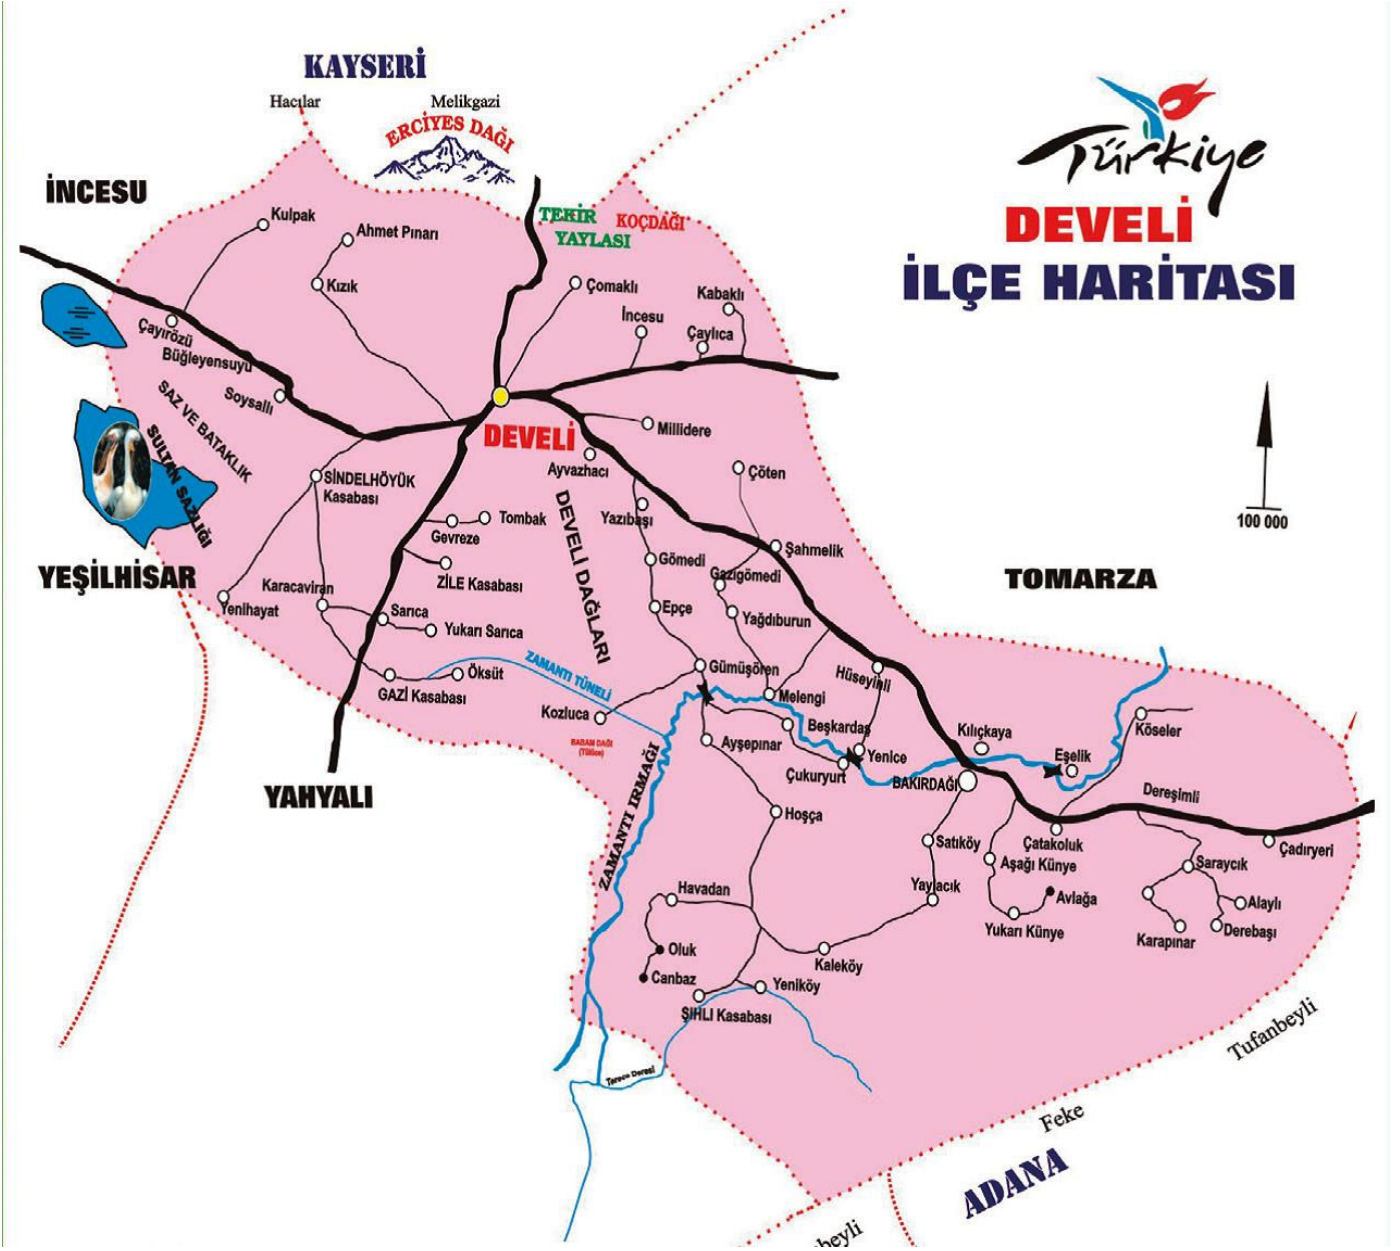 KAYSERİ
Hacılar
Melikgazi
ERCİYES DAĞI
Türkiye
DEVELİ
İLÇE HARİTASI
İNCESU
Kulpak
Ahmet Pınarı
TEKİR
YAYLASI
KOÇDAĞI
Kızık
Çomaklı
Kabaklı
İncesu
Çaylıca
Çayırözü
Büğleyensuyu
Soysallı
SAZ VE BATAKLIK
SULTAN SAZLIĞI
DEVELİ
Millidere
Ayvazhacı
Çöten
SİNDELHÖYÜK
Kasabası
100 000
Tombak
Gevreze
DEVELİ DAĞLARI
Yazıbaşı
Şahmelik
Gömedi
Gazigömedi
YEŞİLHİSAR
TOMARZA
ZİLE Kasabası
Karacaviran
Yenihayat
Sarıca
Yukarı Sarıca
Epçe
Yağdıburun
Öksüt
GAZİ Kasabası
ZAMANTI TÜNELİ
Gümüşören
Hüseyinli
Melengi
Kozluca
BABAM DAĞI
Ayşepınar
Beşkardaş
Yenice
Çukuryurt
Kılıçkaya
Köseler
Eşelik
BAKIRDAĞI
YAHYALI
ZAMANTI IRMAĞI
Dereşimli
Hoşça
Satıköy
Çatakoluk
Aşağı Künye
Çadıryeri
Saraycık
Havadan
Yaylacık
Avlağa
Alaylı
Yukarı Künye
Karapınar
Derebaşı
Oluk
Canbaz
Kaleköy
Yeniköy
ŞIHLI Kasabası
Tufanbeyli
Feke
ADANA
nbeyli